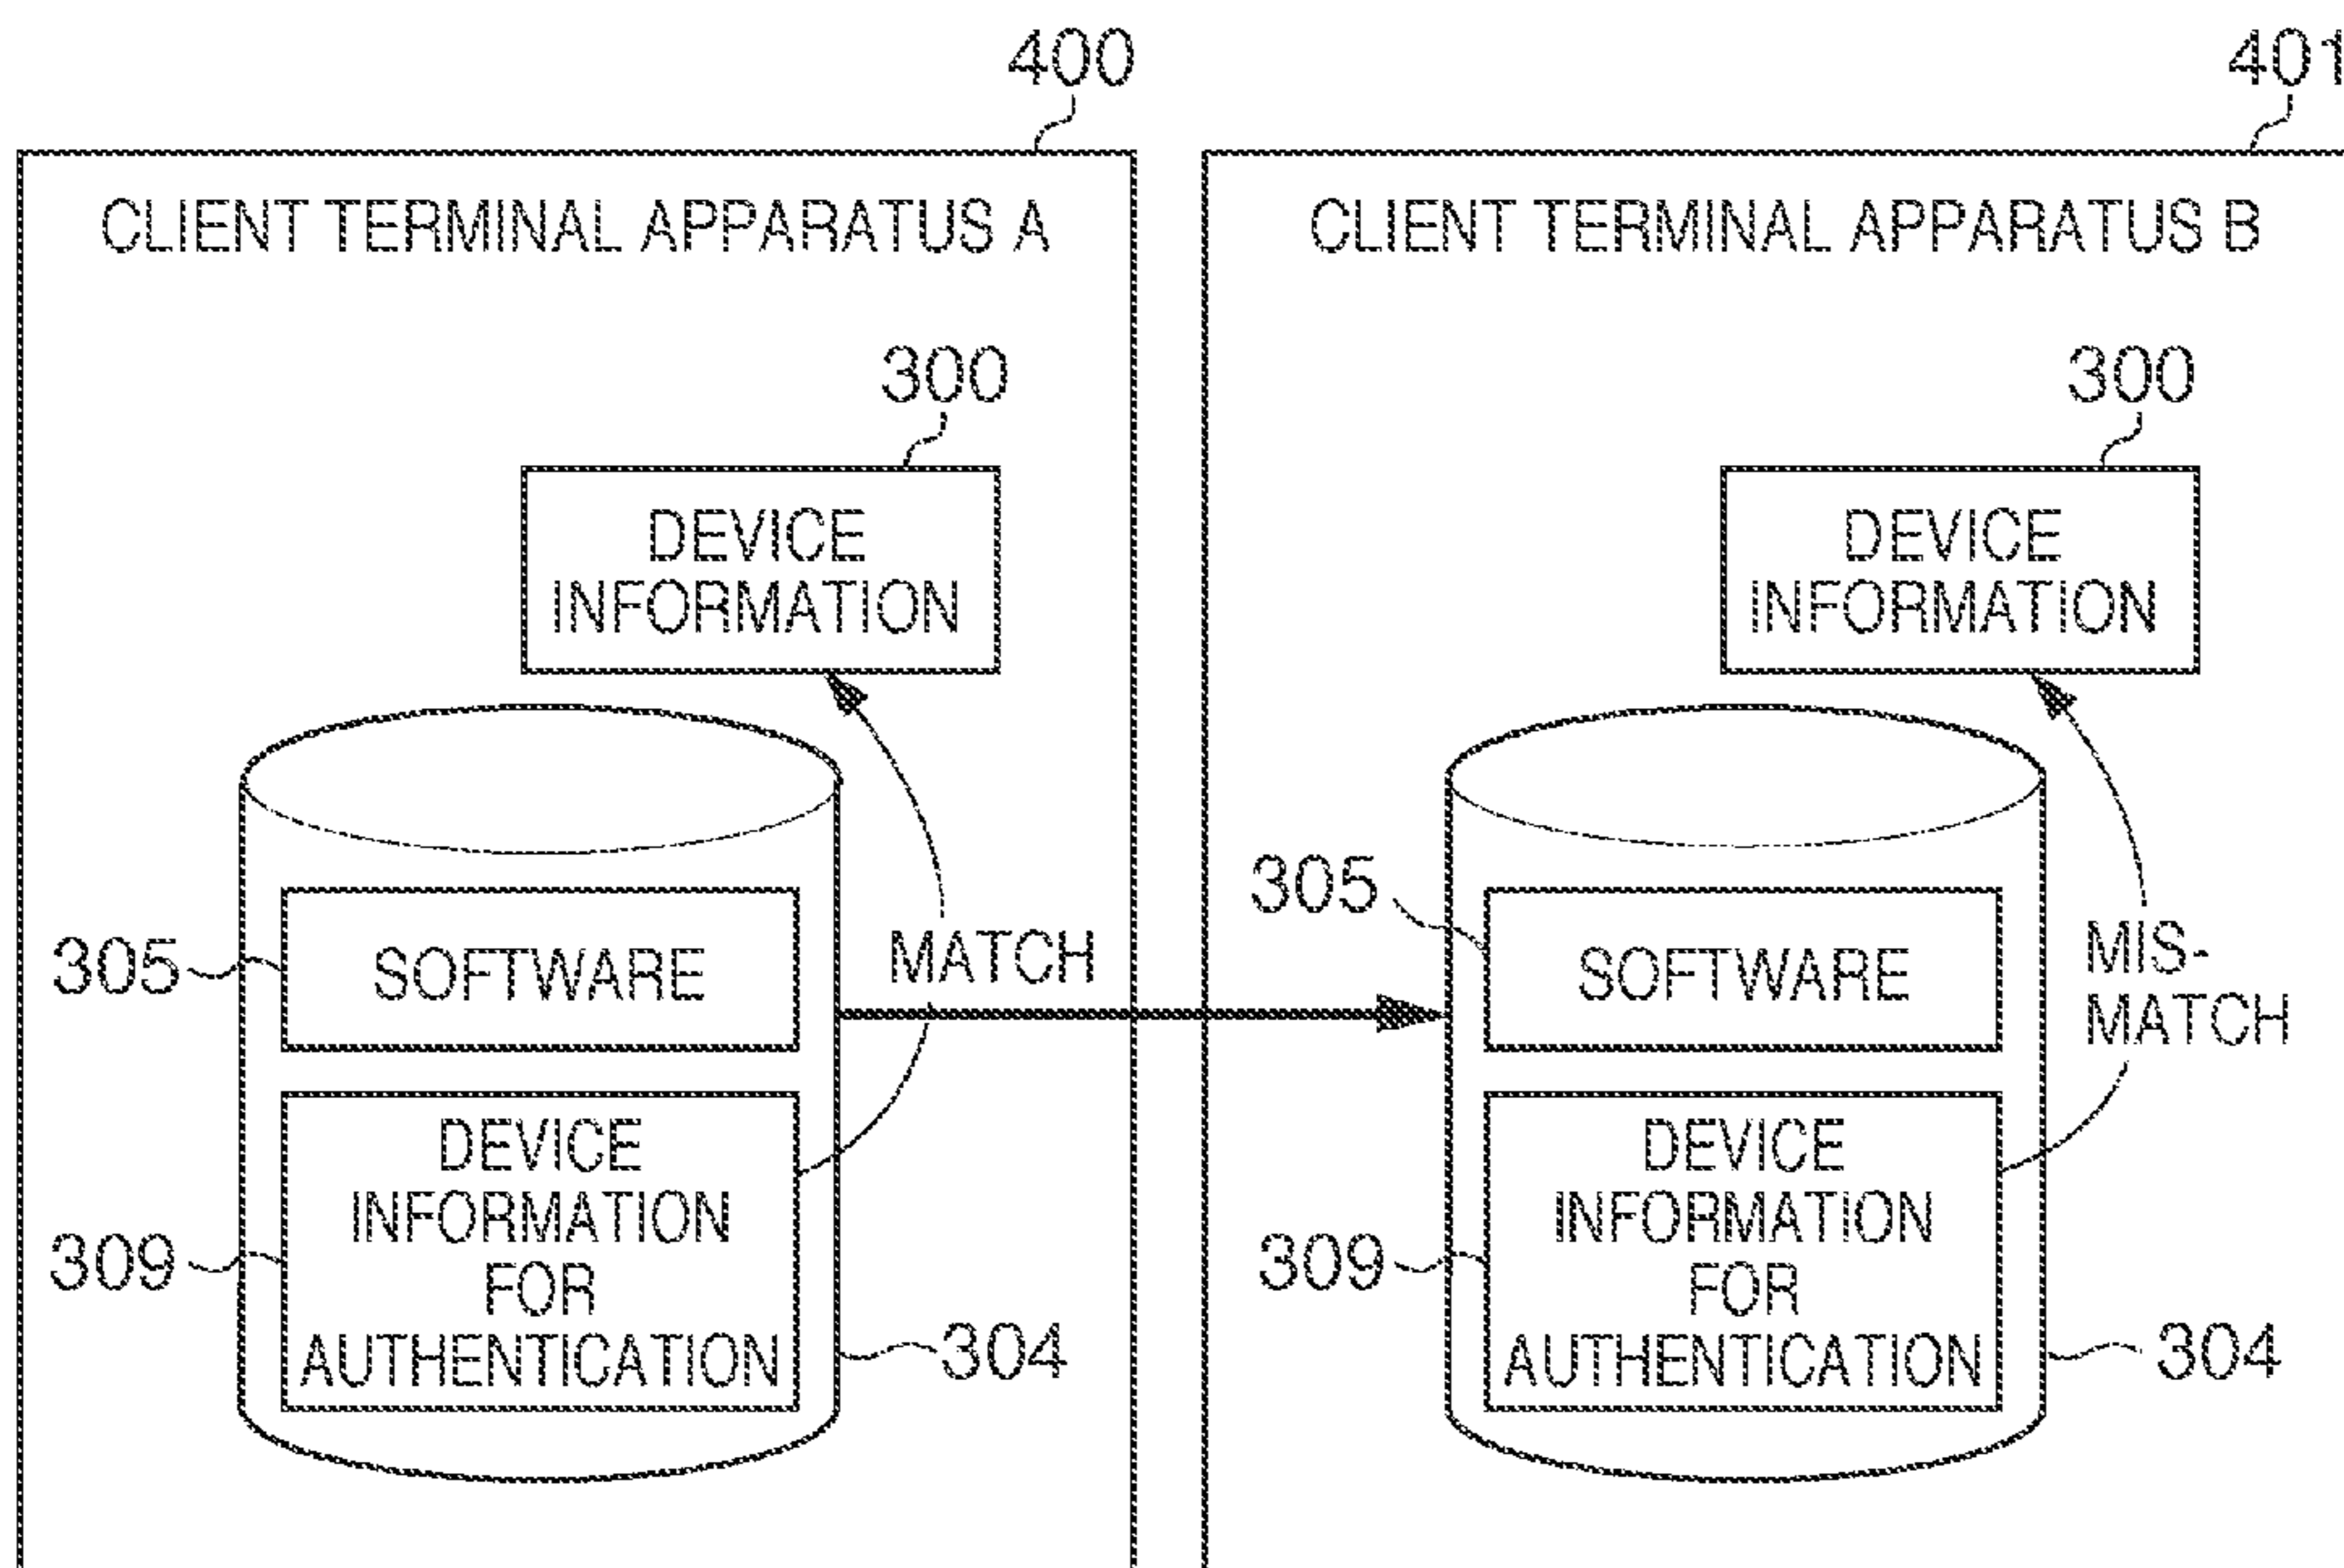 400
401
CLIENT TERMINAL APPARATUS A
CLIENT TERMINAL APPARATUS B
300
300
DEVICE
INFORMATION
DEVICE
INFORMATION
305
SOFTWARE
MATCH
305
SOFTWARE
MIS-
MATCH
309
DEVICE
INFORMATION
FOR
AUTHENTICATION
304
309
DEVICE
INFORMATION
FOR
AUTHENTICATION
304